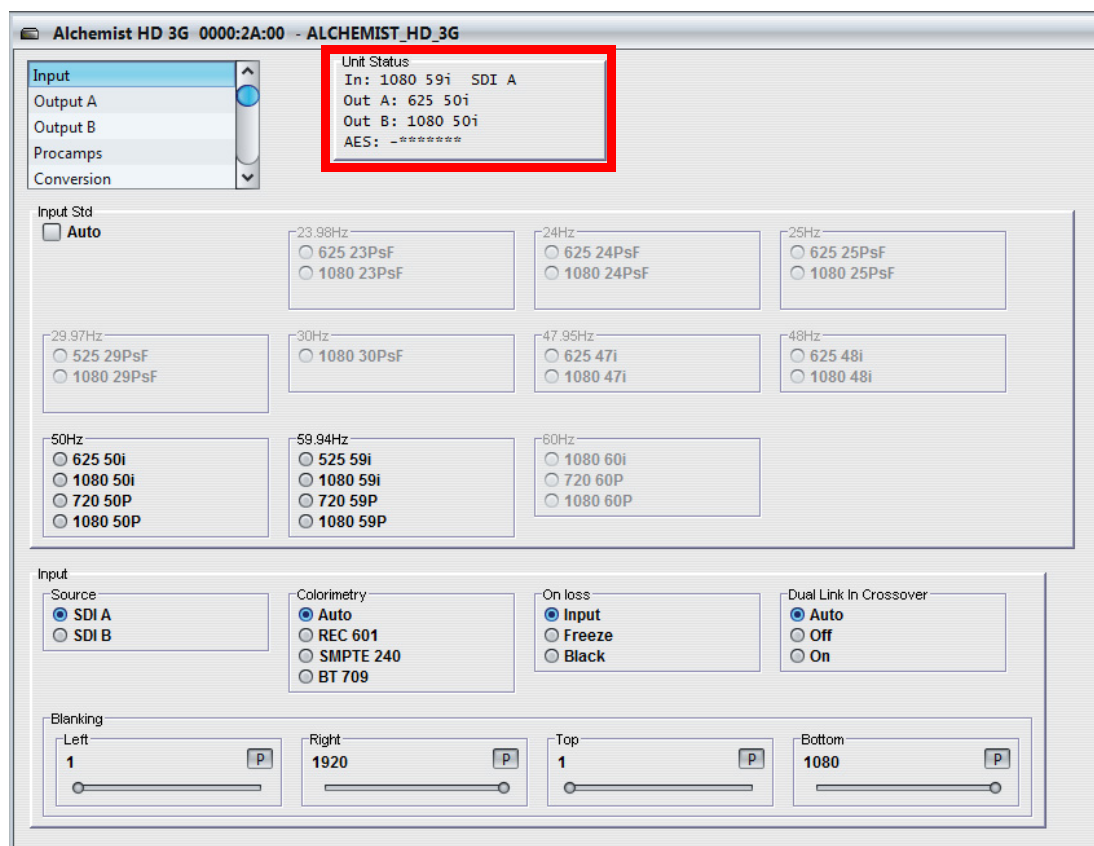 Alchemist HD 3G 0000:2A:00 - ALCHEMIST_HD_3G
Input
Output A
Output B
Procamps
Conversion
Unit Status
In: 1080 59i SDI A
Out A: 625 50i
Out B: 1080 50i
AES: -*******
Input Std
Auto
23.98Hz
625 23PsF
1080 23PsF
24Hz
625 24PsF
1080 24PsF
25Hz
625 25PsF
1080 25PsF
29.97Hz
525 29PsF
1080 29PsF
30Hz
1080 30PsF
47.95Hz
625 47i
1080 47i
48Hz
625 48i
1080 48i
50Hz
625 50i
1080 50i
720 50P
1080 50P
59.94Hz
525 59i
1080 59i
720 59P
1080 59P
60Hz
1080 60i
720 60P
1080 60P
Input
Source
SDI A
SDI B
Colorimetry
Auto
REC 601
SMPTE 240
BT 709
On loss
Input
Freeze
Black
Dual Link In Crossover
Auto
Off
On
Blanking
Left
1 P
Right
1920 P
Top
1 P
Bottom
1080 P